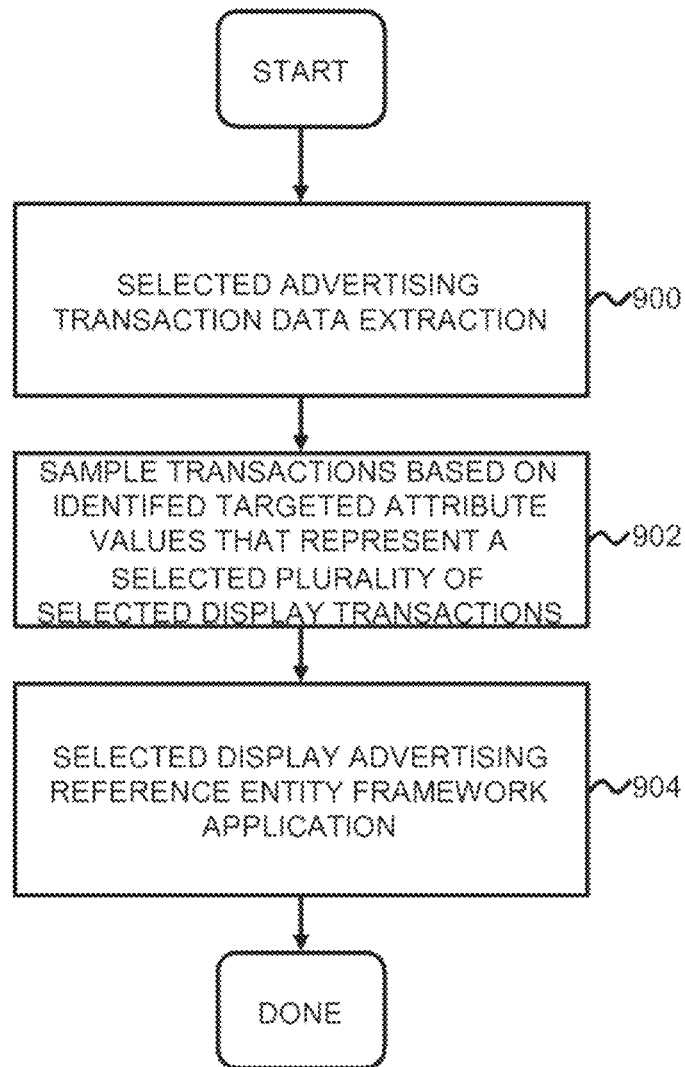 START
SELECTED ADVERTISING
TRANSACTION DATA EXTRACTION
900
SAMPLE TRANSACTIONS BASED ON
IDENTIFED TARGETED ATTRIBUTE
VALUES THAT REPRESENT A
SELECTED PLURALITY OF
SELECTED DISPLAY TRANSACTIONS
902
SELECTED DISPLAY ADVERTISING
REFERENCE ENTITY FRAMEWORK
APPLICATION
904
DONE